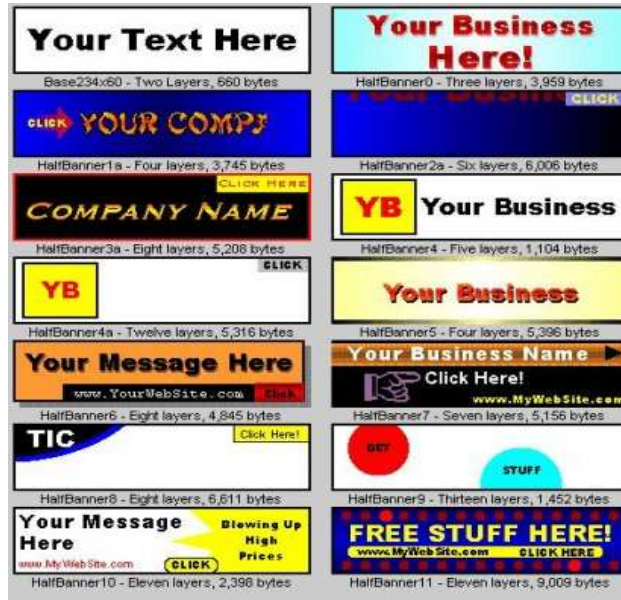 Your Text Here
Base234x60 - Two Layers, 660 bytes
Your Business
Here!
HalfBanner0 - Three layers, 3,959 bytes
CLICK YOUR COMP
HalfBanner1a - Four layers, 3,745 bytes
Your Business
CLICK
HalfBanner2a - Six layers, 6,006 bytes
CLICK HERE
COMPANY NAME
HalfBanner3a - Eight layers, 5,208 bytes
YB Your Business
HalfBanner4 - Five layers, 1,104 bytes
CLICK
YB
HalfBanner4a - Twelve layers, 5,316 bytes
Your Business
HalfBanner5 - Four layers, 5,396 bytes
Your Message Here
www.YourWebSite.com Click
HalfBanner6 - Eight layers, 4,845 bytes
Your Business Name
Click Here!
www.MyWebSite.com
HalfBanner7 - Seven layers, 5,156 bytes
TIC
Click Here!
HalfBanner8 - Eight layers, 6,611 bytes
GET
STUFF
HalfBanner9 - Thirteen layers, 1,452 bytes
Your Message
Here
Blowing Up
High
Prices
www.MyWebSite.com
CLICK
HalfBanner10 - Eleven layers, 2,398 bytes
FREE STUFF HERE!
www.MyWebSite.com CLICK HERE
HalfBanner11 - Eleven layers, 9,009 bytes